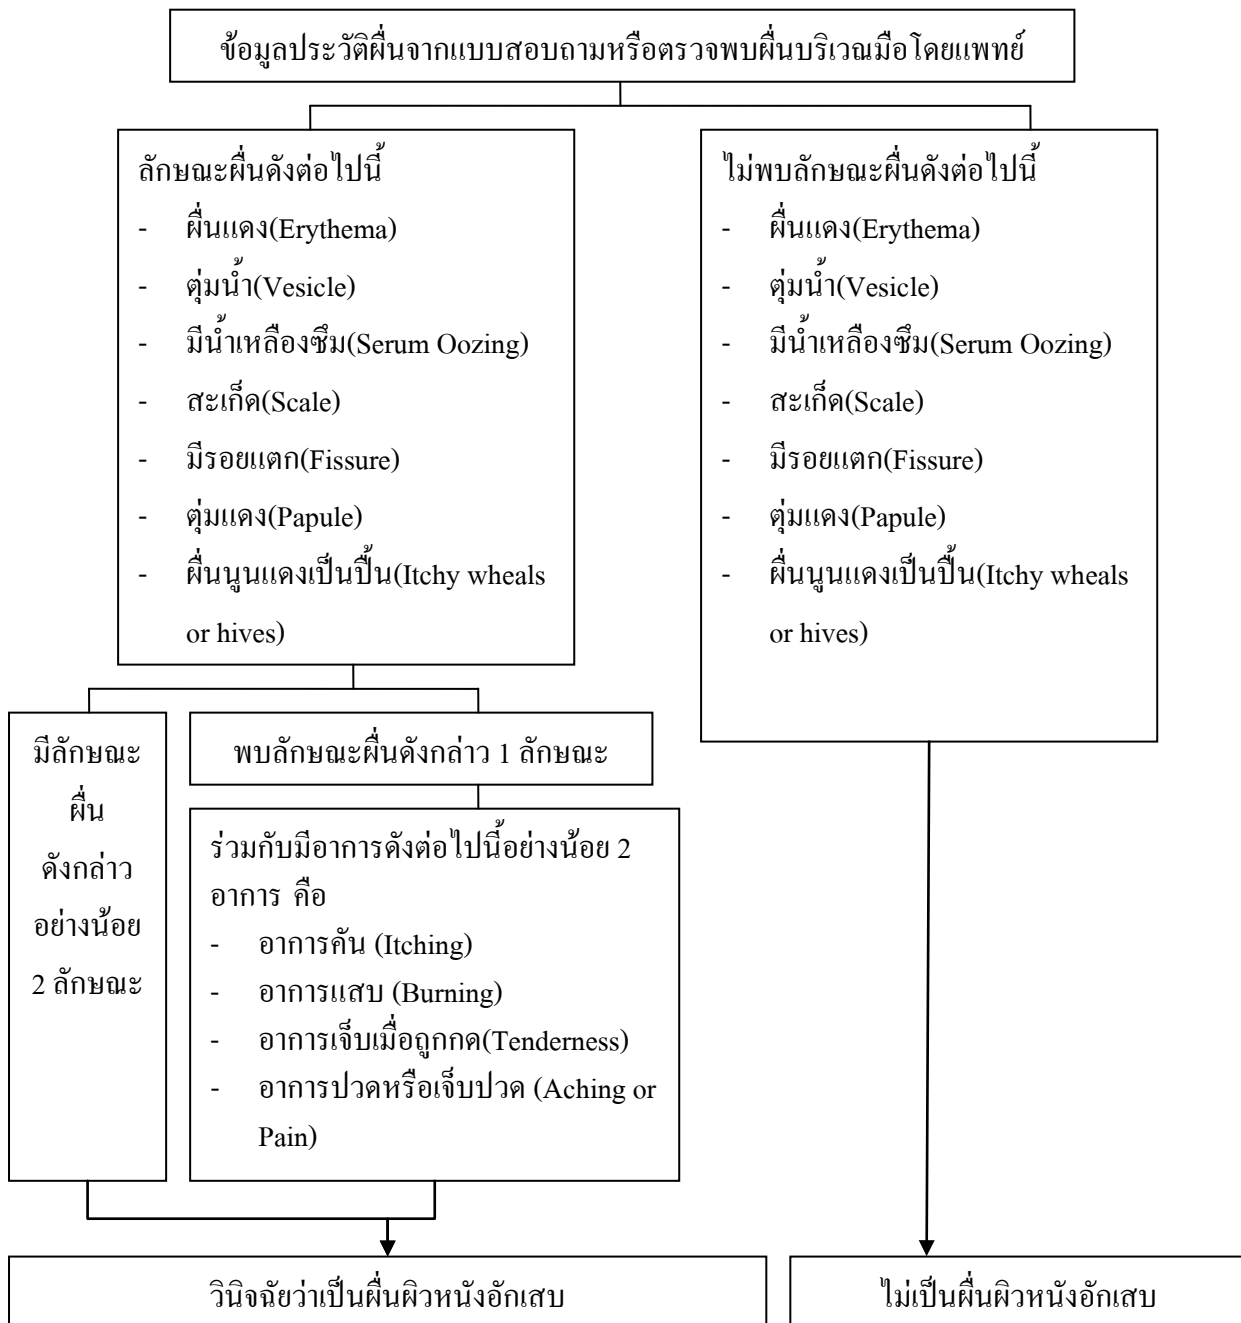 ข้อมูลประวัติผื่นจากแบบสอบถามหรือตรวจพบผื่นบริเวณมือโดยแพทย์
ลักษณะผื่นดังต่อไปนี้
- ผื่นแดง(Erythema)
- ตุ่มน้ำ(Vesicle)
- มีน้ำเหลืองซึม(Serum Oozing)
- สะเก็ด(Scale)
- มีรอยแตก(Fissure)
- ตุ่มแดง(Papule)
- ผื่นนูนแดงเป็นปื้น(Itchy wheals
or hives)
ไม่พบลักษณะผื่นดังต่อไปนี้
- ผื่นแดง(Erythema)
- ตุ่มน้ำ(Vesicle)
- มีน้ำเหลืองซึม(Serum Oozing)
- สะเก็ด(Scale)
- มีรอยแตก(Fissure)
- ตุ่มแดง(Papule)
- ผื่นนูนแดงเป็นปื้น(Itchy wheals
or hives)
มีลักษณะ
ผื่น
ดังกล่าว
อย่างน้อย
2 ลักษณะ
พบลักษณะผื่นดังกล่าว 1 ลักษณะ
ร่วมกับมีอาการดังต่อไปนี้อย่างน้อย 2
อาการ คือ
- อาการคัน (Itching)
- อาการแสบ (Burning)
- อาการเจ็บเมื่อถูกกด(Tenderness)
- อาการปวดหรือเจ็บปวด (Aching or
Pain)
วินิจฉัยว่าเป็นผื่นผิวหนังอักเสบ
ไม่เป็นผื่นผิวหนังอักเสบ